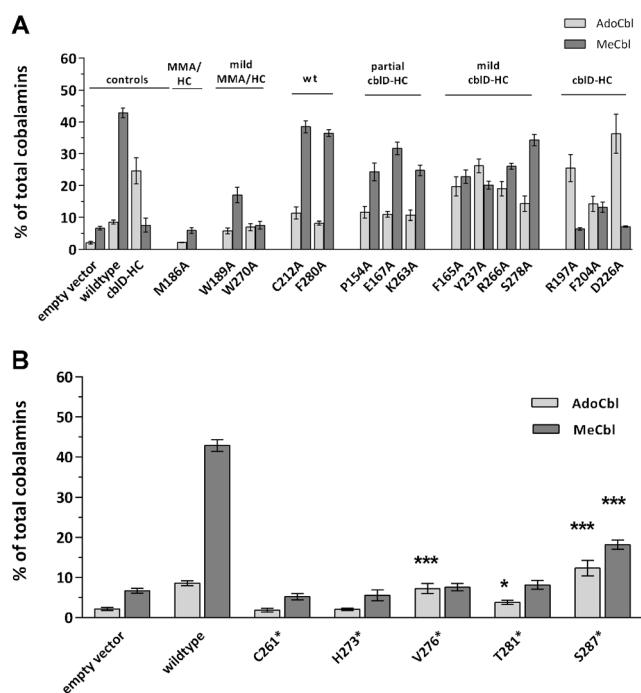 A
AdoCbl
MeCbl
% of total cobalamins
60
50
40
30
20
10
0
controls
MMA/
HC
mild
MMA/HC
wt
partial
cblD-HC
mild
cblD-HC
cblD-HC
empty vector
wildtype
cblD-HC
M186A
W189A
W270A
C212A
F280A
P154A
E167A
K263A
F165A
Y237A
R266A
S278A
R197A
F204A
D226A
B
AdoCbl
MeCbl
% of total cobalamins
60
50
40
30
20
10
0
***
*
***
***
empty vector
wildtype
C261*
H273*
V276*
T281*
S287*